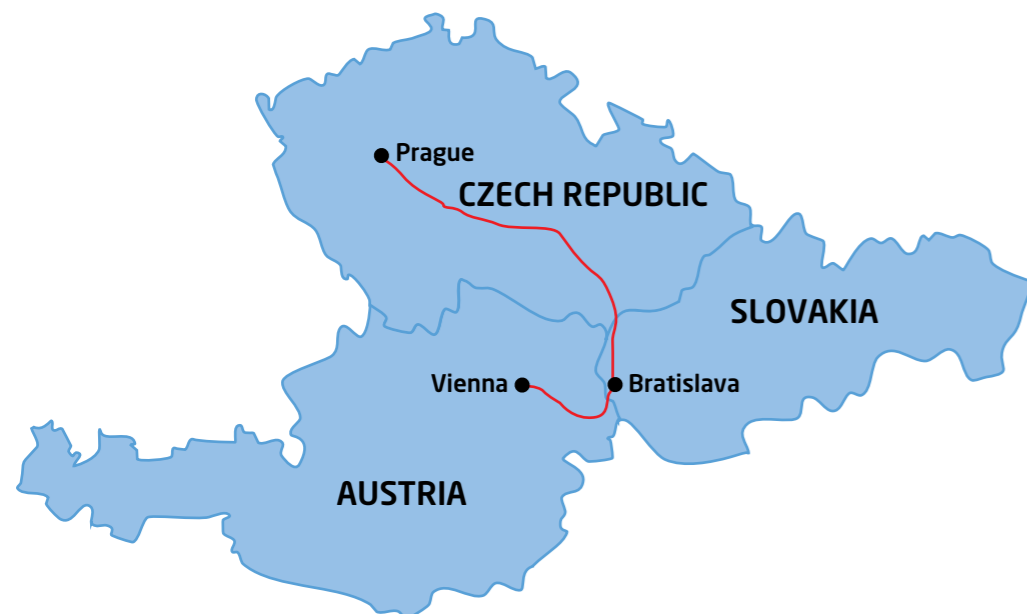 Prague
CZECH REPUBLIC
SLOVAKIA
Vienna
Bratislava
AUSTRIA